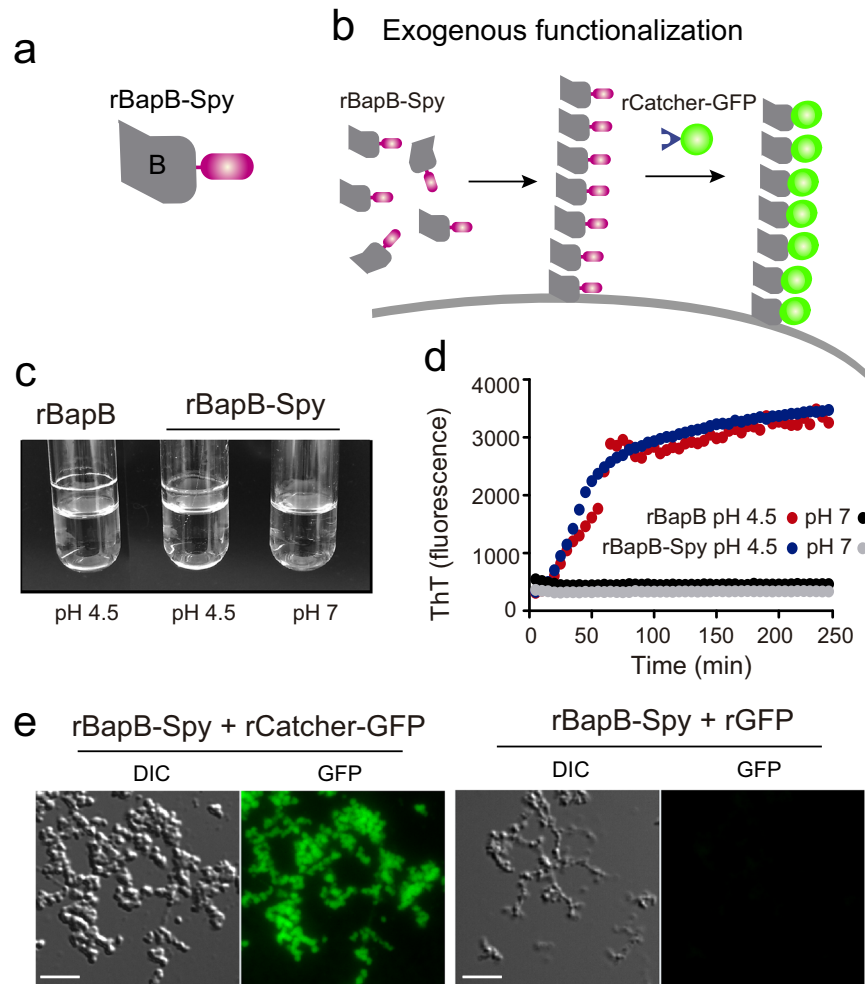 a
rBapB-Spy
B
b Exogenous functionalization
rBapB-Spy
rCatcher-GFP
c
rBapB
rBapB-Spy
pH 4.5
pH 4.5
pH 7
d
ThT (fluorescence)
4000
3000
2000
1000
0
rBapB pH 4.5 pH 7
rBapB-Spy pH 4.5 pH 7
0 50 100 150 200 250
Time (min)
e
rBapB-Spy + rCatcher-GFP
DIC GFP
rBapB-Spy + rGFP
DIC GFP